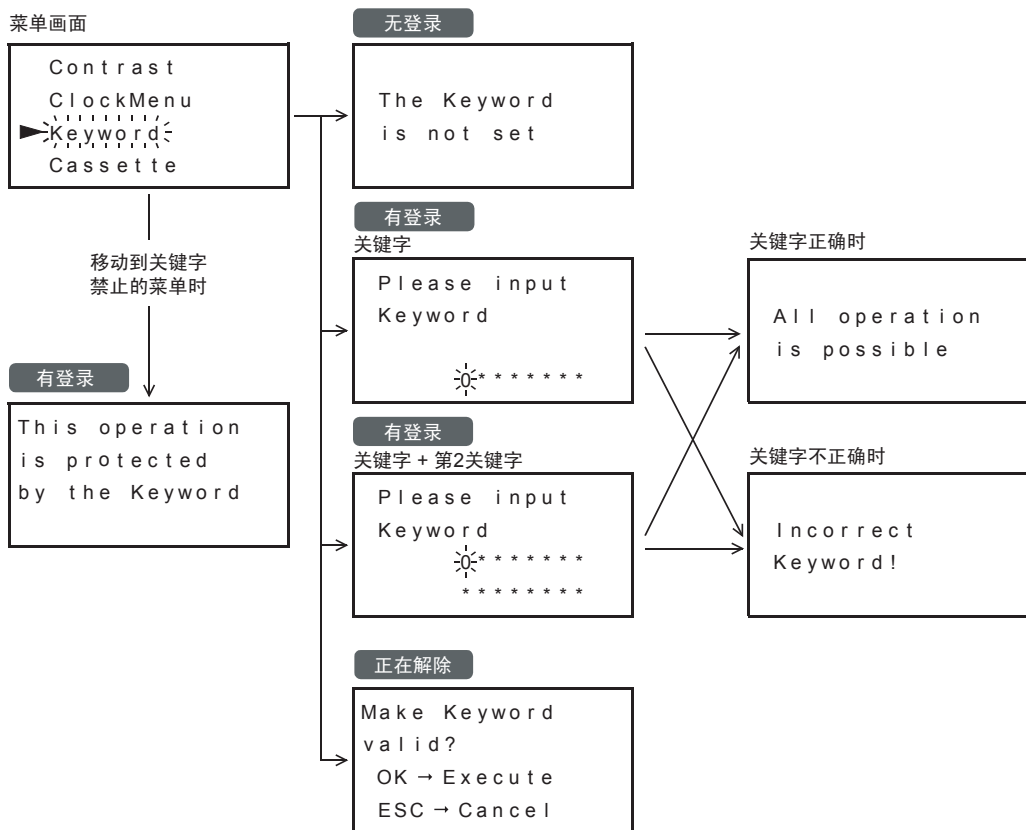 菜单画面
Contrast
ClockMenu
Keyword
Cassette
移动到关键字
禁止的菜单时
有登录
This operation
is protected
by the Keyword
无登录
The Keyword
is not set
有登录
关键字
Please input
Keyword
0*******
有登录
关键字 + 第2关键字
Please input
Keyword
0*******
********
正在解除
Make Keyword
valid?
OK → Execute
ESC → Cancel
关键字正确时
All operation
is possible
关键字不正确时
Incorrect
Keyword!